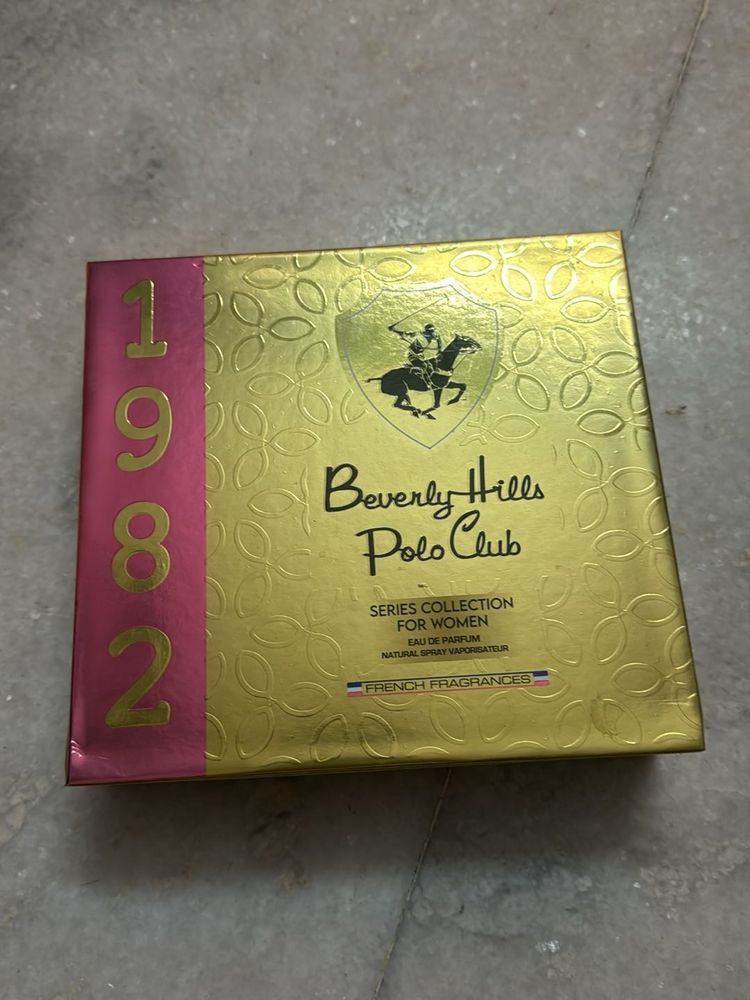 1982
Beverly Hills
Polo Club
SERIES COLLECTION
FOR WOMEN
EAU DE PARFUM
NATURAL SPRAY VAPORISATEUR
FRENCH FRAGRANCES